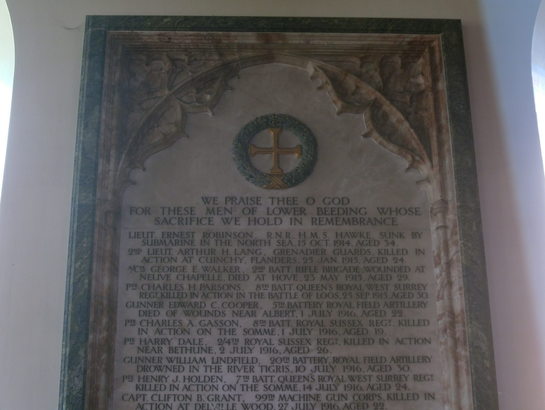 WE PRAISE THEE O GOD
FOR THESE MEN OF LOWER BEEDING WHOSE
SACRIFICE WE HOLD IN REMEMBRANCE.
LIEUT. ERNEST ROBINSON. R.N.R. H.M.S. HAWKE, SUNK BY
SUBMARINE IN THE NORTH SEA, 15 OCT. 1914, AGED 34.
2ND LIEUT. ARTHUR H. LANG, GRENADIER GUARDS. KILLED IN
ACTION AT CUINCHY, FLANDERS, 25 JAN. 1915, AGED 24.
GEORGE E. WALKER, 2ND BATT. RIFLE BRIGADE, WOUNDED AT
NEUVE CHAPELLE, DIED AT HOVE, 23 MAY 1915, AGED 29.
PTE CHARLES H. PARSONS, 8TH BATT. QUEEN'S ROYAL WEST SURREY
REGT. KILLED IN ACTION IN THE BATTLE OF LOOS, 25 SEP. 1915, AGED 30.
GUNNER EDWARD C. COOPER, BATTERY ROYAL FIELD ARTILLERY
DIED OF WOUNDS NEAR ALBERT, 1 JULY 1916, AGED 22.
PTE CHARLES A. GASSON, 8TH BATT. ROYAL SUSSEX REGT. KILLED
IN ACTION ON THE SOMME, 1 JULY 1916, AGED 19.
PTE HARRY DALE, 2/4TH ROYAL SUSSEX REGT. KILLED IN ACTION
NEAR BETHUNE, 2 JULY 1916, AGED 26.
GUNNER WILLIAM LINDFIELD, 20TH BATTERY, ROYAL FIELD ARTILLERY
DROWNED IN THE RIVER TIGRIS, 10 JULY 1916, AGED 30.
PTE HENRY J. HOLDEN, 7TH BATT. QUEEN'S ROYAL WEST SURREY REGT
KILLED IN ACTION ON THE SOMME, 14 JULY 1916, AGED 24.
CAPT. CLIFTON B. GRANT, 99TH MACHINE GUN CORPS. KILLED
IN ACTION AT DELVILLE WOOD, 27 JULY 1916, AGED 22.